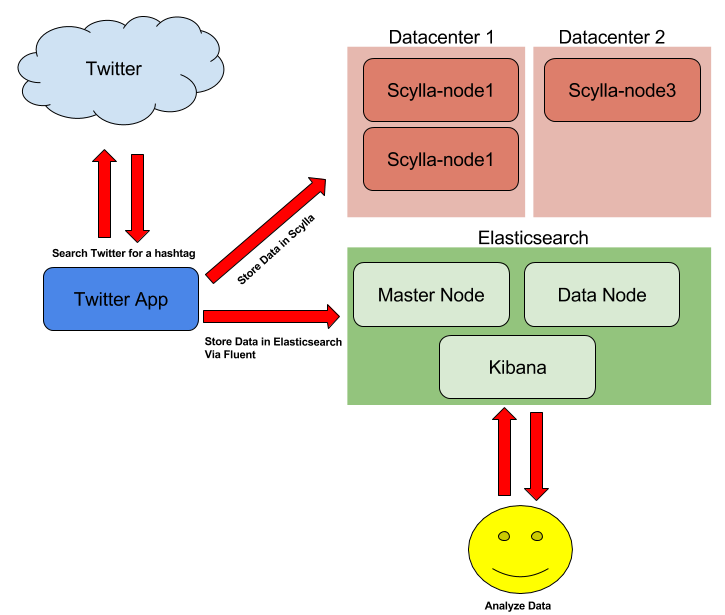 Twitter
Datacenter 1
Datacenter 2
Scylla-node1
Scylla-node3
Scylla-node1
Search Twitter for a hashtag
Store Data in Scylla
Twitter App
Elasticsearch
Master Node
Data Node
Store Data in Elasticsearch
Via Fluent
Kibana
Analyze Data